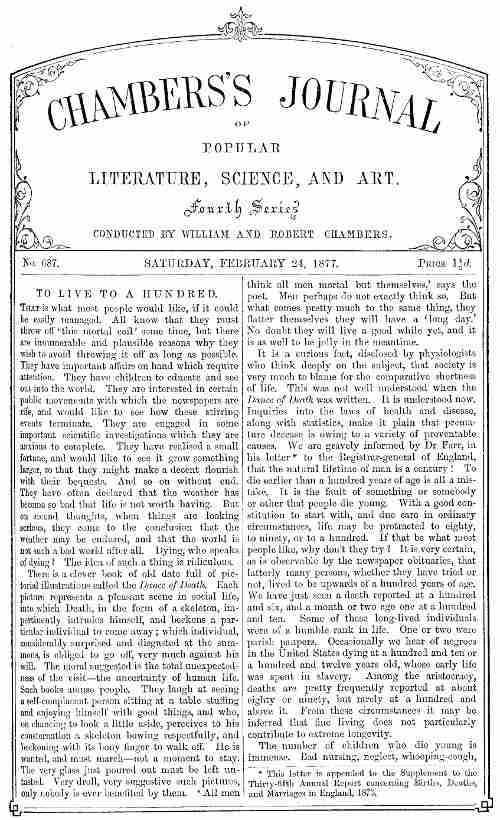 CHAMBERS'S JOURNAL
OF
POPULAR
LITERATURE, SCIENCE, AND ART.
Fourth Series
CONDUCTED BY WILLIAM AND ROBERT CHAMBERS.
No. 687.
SATURDAY, FEBRUARY 24, 1877.
PRICE 1½d.
TO LIVE TO A HUNDRED.
THAT is what most people would like, if it could
be easily managed. All know that they must
throw off 'this mortal coil' some time, but there
are innumerable and plausible reasons why they
wish to avoid throwing it off as long as possible.
They have important affairs on hand which require
attention. They have children to educate and see
out into the world. They are interested in certain
public movements with which the newspapers are
rife, and would like to see how these stirring
events terminate. They are engaged in some
important scientific investigations which they are
anxious to complete. They have realised a small
fortune, and would like to see it grow something
larger, so that they might make a decent flourish
with their bequests. And so on without end.
They have often declared that the weather has
become so bad that life is not worth having. But
on second thoughts, when things are looking
serious, they come to the conclusion that the
weather may be endured, and that the world is
not such a bad world after all. Dying, who speaks
of dying? The idea of such a thing is ridiculous.
There is a clever book of old date full of pic-
torial illustrations called the Dance of Death. Each
picture represents a pleasant scene in social life,
into which Death, in the form of a skeleton, im-
pertinently intrudes himself, and beckons a par-
ticular individual to come away; which individual,
considerably surprised and disgusted at the sum-
mons, is obliged to go off, very much against his
will. The moral suggested is the total unexpected-
ness of the visit—the uncertainty of human life.
Such books amuse people. They laugh at seeing
a self-complacent person sitting at a table stuffing
and enjoying himself with good things, and who,
on chancing to look a little aside, perceives to his
consternation a skeleton bowing respectfully, and
beckoning with its bony finger to walk off. He is
wanted, and must march—not a moment to stay.
The very glass just poured out must be left un-
tasted. Very droll, very suggestive such pictures,
only nobody is ever benefited by them. 'All men
think all men mortal but themselves,' says the
poet. Men perhaps do not exactly think so. But
what comes pretty much to the same thing, they
flatter themselves they will have a 'long day.'
No doubt they will live a good while yet, and it
is as well to be jolly in the meantime.
It is a curious fact, disclosed by physiologists
who think deeply on the subject, that society is
very much to blame for the comparative shortness
of life. This was not well understood when the
Dance of Death was written. It is understood now.
Inquiries into the laws of health and disease,
along with statistics, make it plain that prema-
ture decease is owing to a variety of preventable
causes. We are gravely informed by Dr Farr, in
his letter* to the Registrar-general of England,
that the natural lifetime of man is a century! To
die earlier than a hundred years of age is all a mis-
take. It is the fault of something or somebody
or other that people die young. With a good con-
stitution to start with, and due care in ordinary
circumstances, life may be protracted to eighty,
to ninety, or to a hundred. If that be what most
people like, why don't they try? It is very certain,
as is observable by the newspaper obituaries, that
latterly many persons, whether they have tried or
not, lived to be upwards of a hundred years of age.
We have just seen a death reported at a hundred
and six, and a month or two ago one at a hundred
and ten. Some of these long-lived individuals
were of a humble rank in life. One or two were
parish paupers. Occasionally we hear of negroes
in the United States dying at a hundred and ten or
a hundred and twelve years old, whose early life
was spent in slavery. Among the aristocracy,
deaths are pretty frequently reported at about
eighty or ninety, but rarely at a hundred and
above it. From these circumstances it may be
inferred that fine living does not particularly
contribute to extreme longevity.
The number of children who die young is
immense. Bad nursing, neglect, whooping-cough,
* This letter is appended to the Supplement to the
Thirty-fifth Annual Report concerning Births, Deaths,
and Marriages in England, 1875.